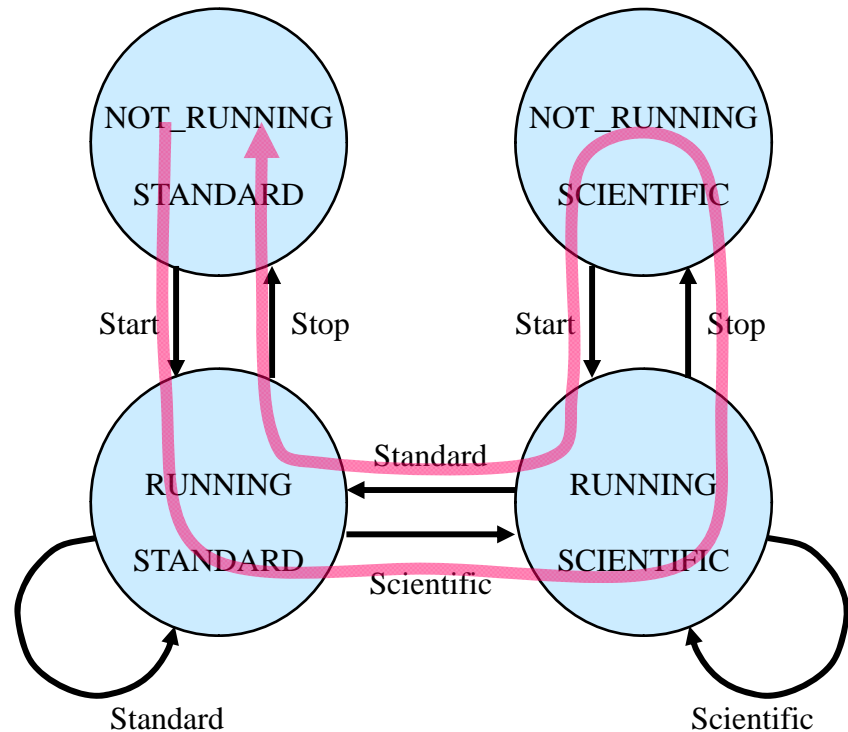 NOT_RUNNING
STANDARD
NOT_RUNNING
SCIENTIFIC
Start
Stop
Start
Stop
Standard
RUNNING
STANDARD
RUNNING
SCIENTIFIC
Scientific
Standard
Scientific